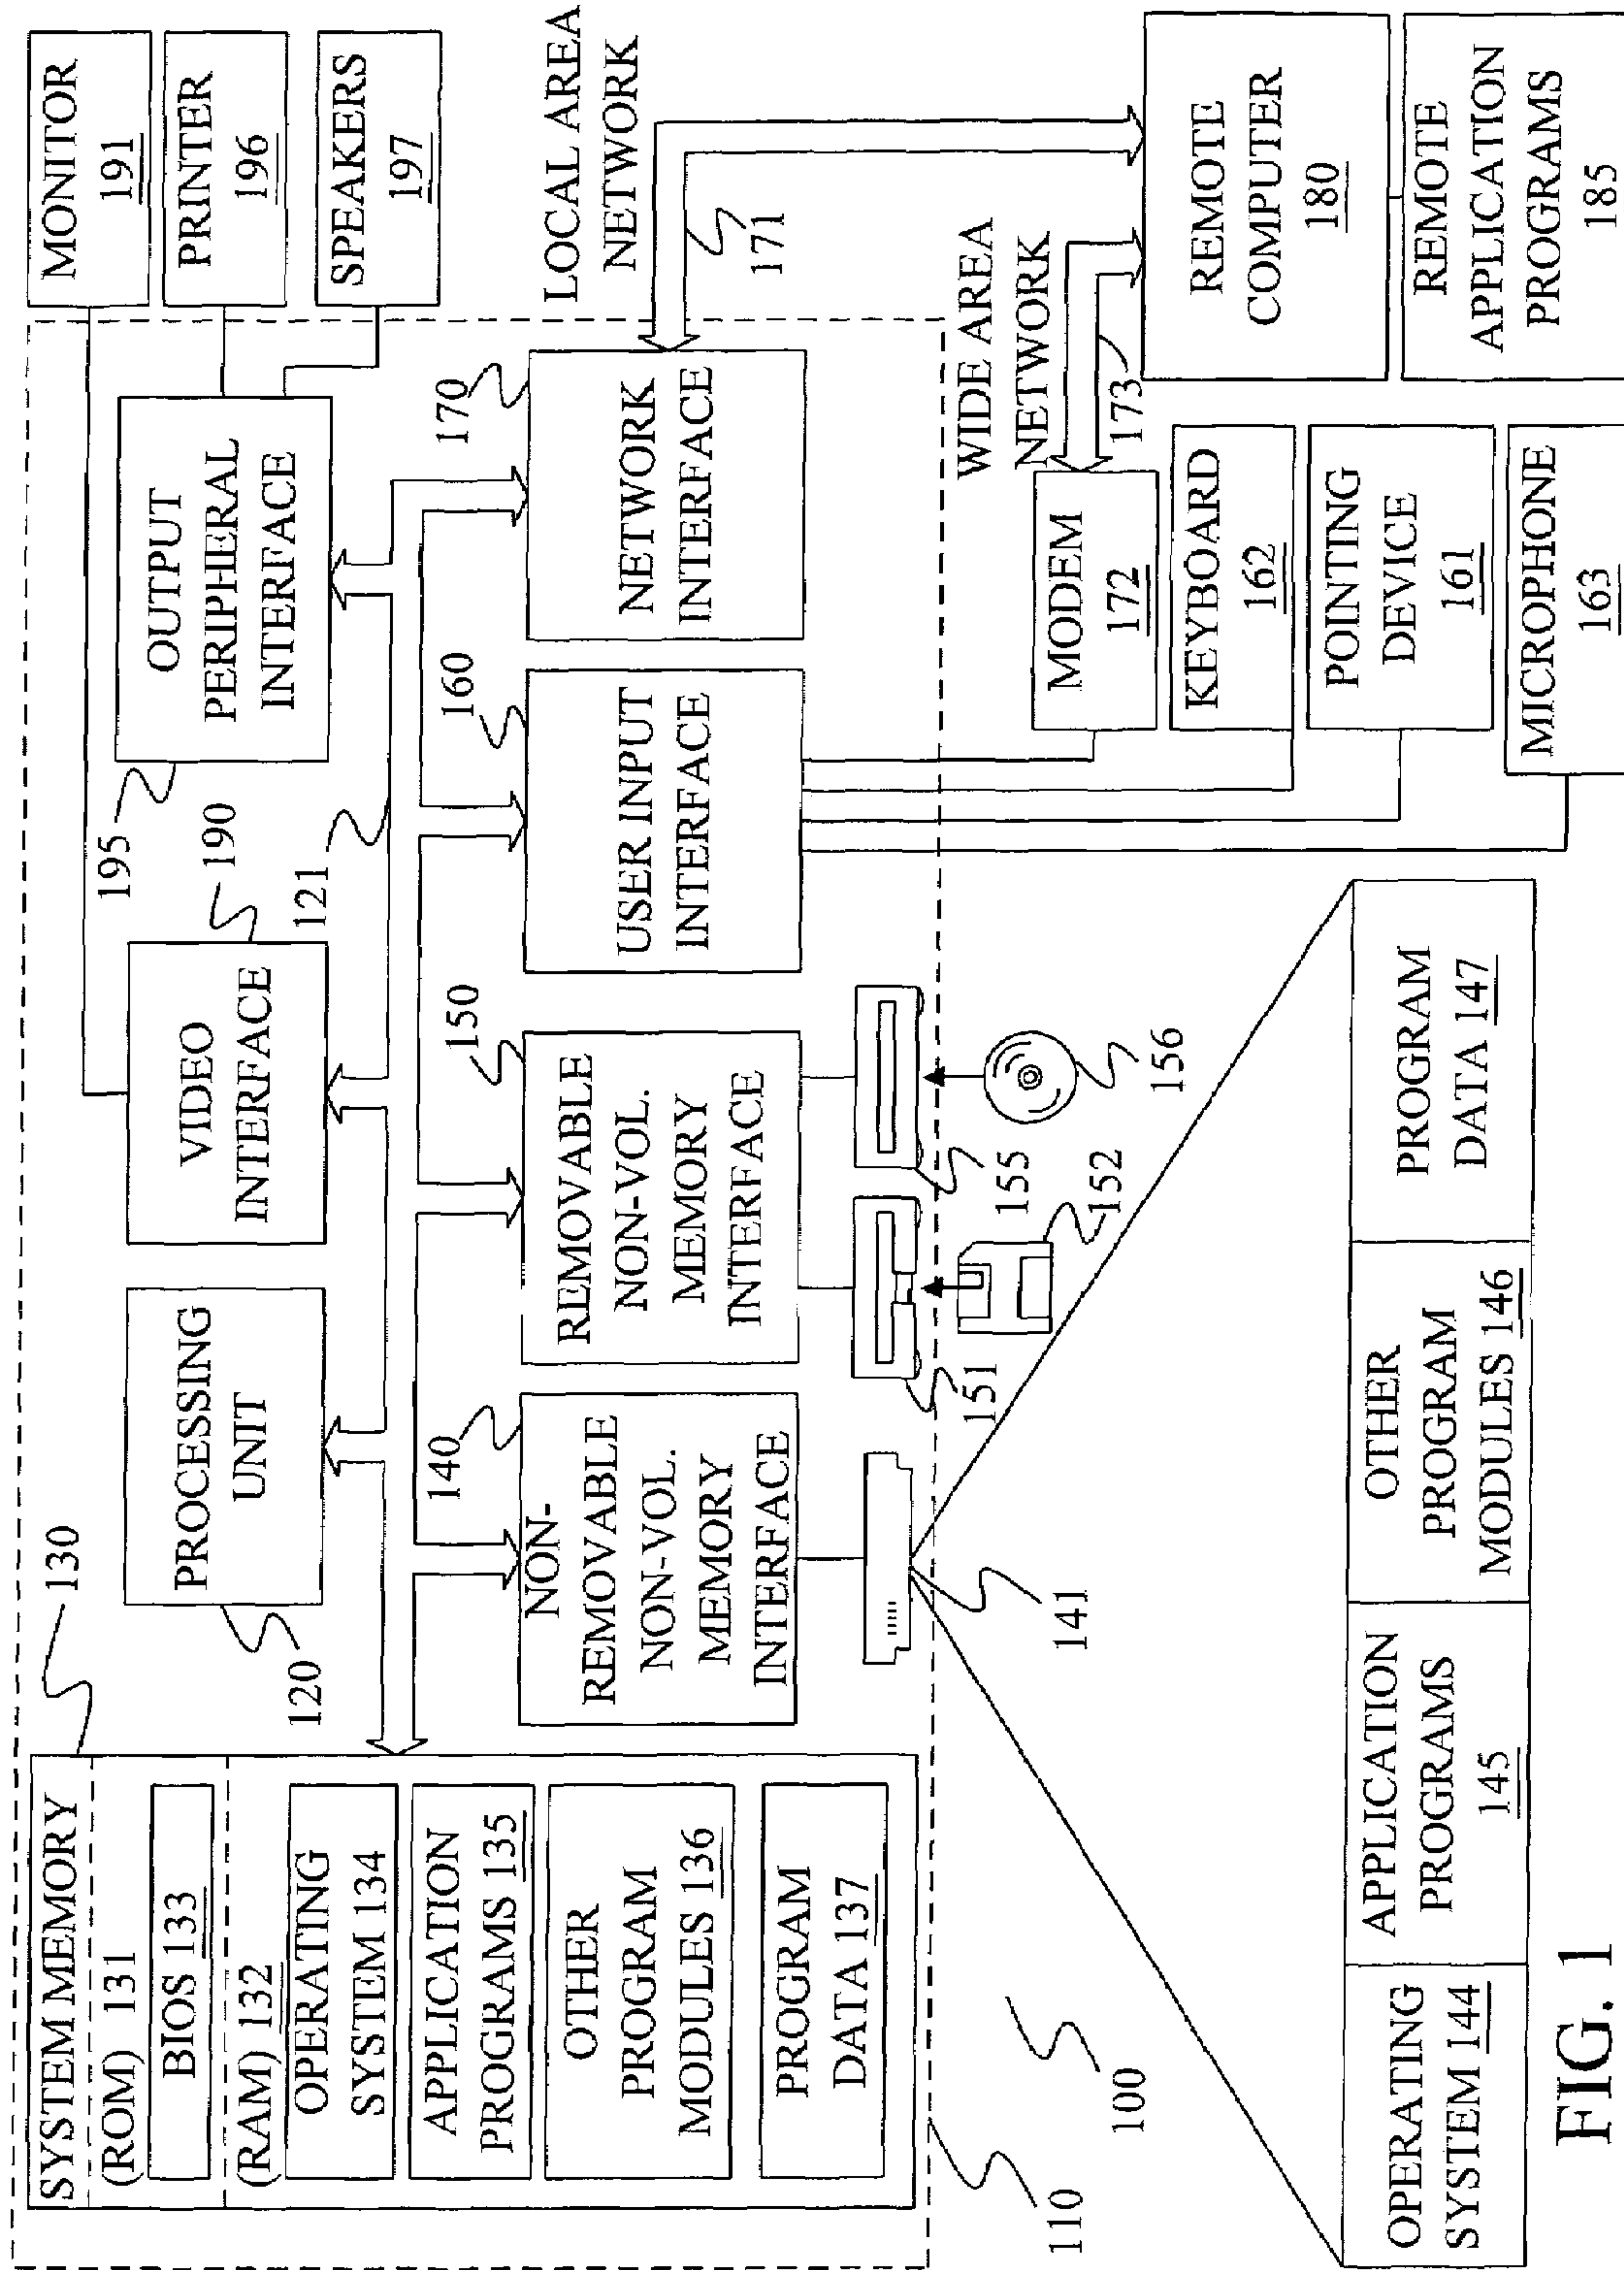 SYSTEM MEMORY
(ROM) 131
BIOS 133
(RAM) 132
OPERATING
SYSTEM 134
APPLICATION
PROGRAMS 135
OTHER
PROGRAM
MODULES 136
PROGRAM
DATA 137
130
120
PROCESSING
UNIT
VIDEO
INTERFACE
190
195
121
OUTPUT
PERIPHERAL
INTERFACE
MONITOR
191
PRINTER
196
SPEAKERS
197
140
NON-
REMOVABLE
NON-VOL.
MEMORY
INTERFACE
150
REMOVABLE
NON-VOL.
MEMORY
INTERFACE
160
USER INPUT
INTERFACE
170
NETWORK
INTERFACE
LOCAL AREA
NETWORK
171
141
151
152
155
156
WIDE AREA
NETWORK
173
MODEM
172
KEYBOARD
162
POINTING
DEVICE
161
MICROPHONE
163
REMOTE
COMPUTER
180
REMOTE
APPLICATION
PROGRAMS
185
110
100
OPERATING
SYSTEM 144
APPLICATION
PROGRAMS
145
OTHER
PROGRAM
MODULES 146
PROGRAM
DATA 147
FIG. 1